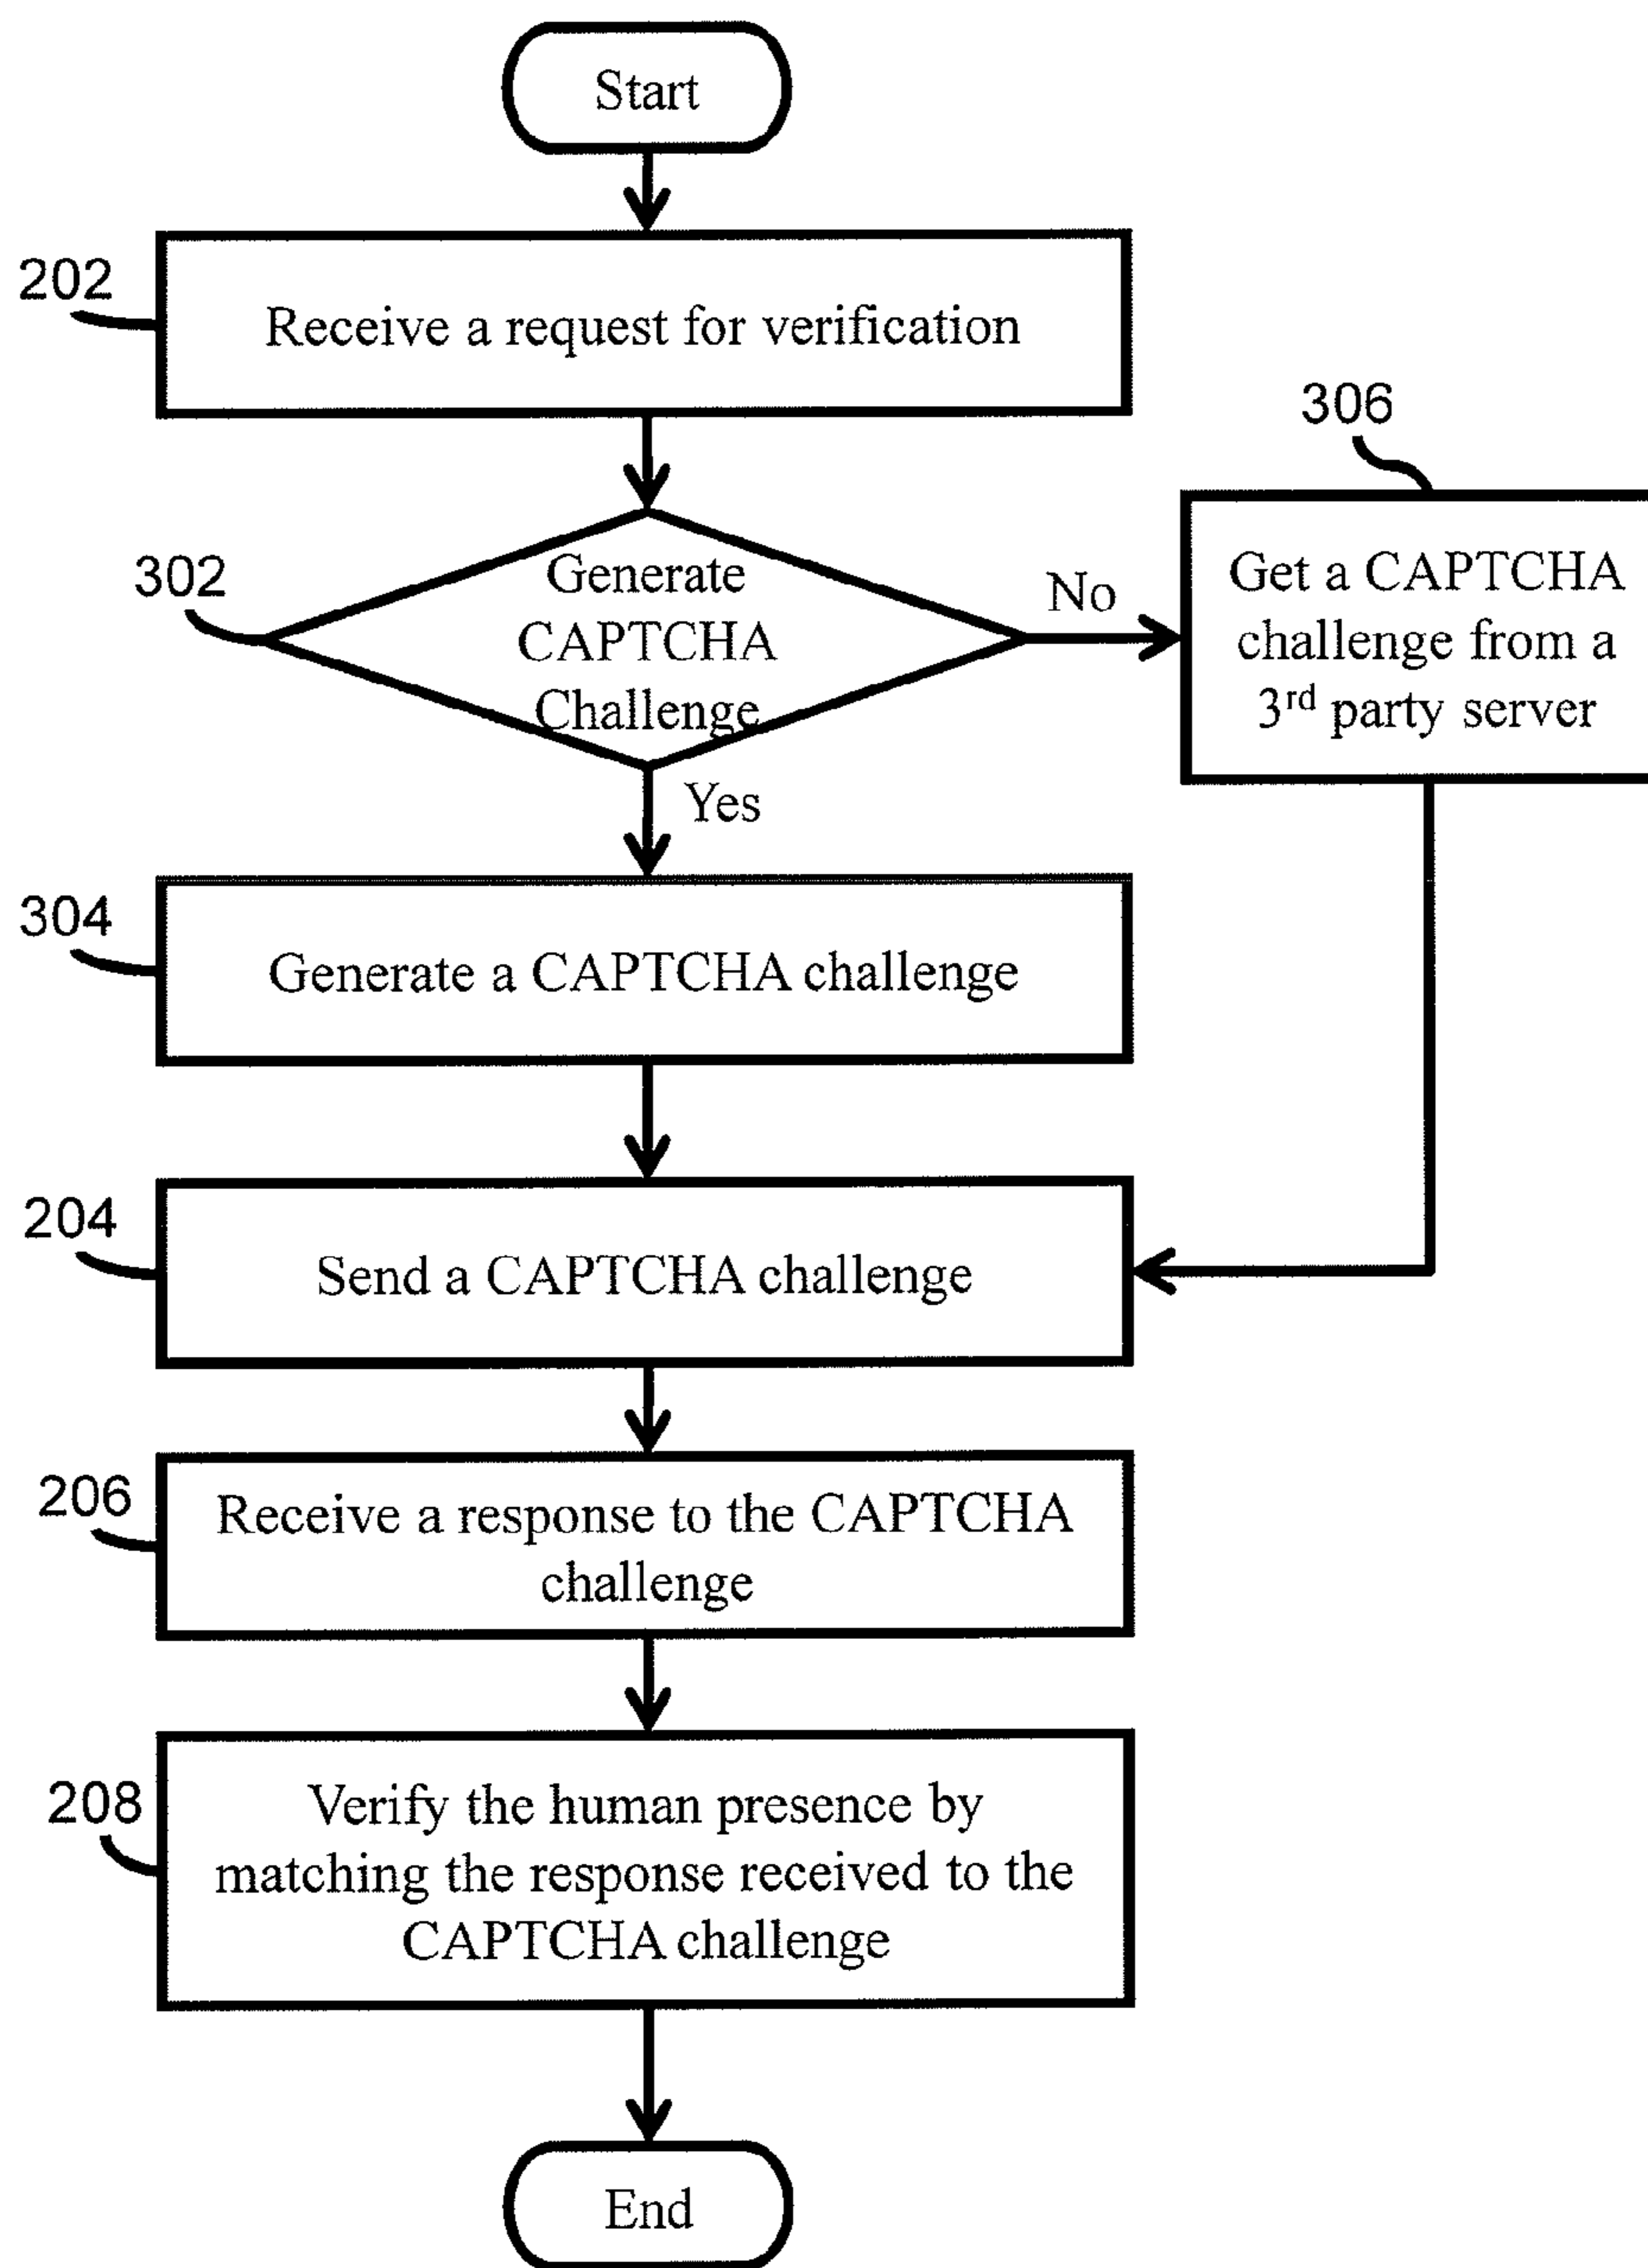 Start
202
Receive a request for verification
306
302
Generate
CAPTCHA
Challenge
No
Get a CAPTCHA
challenge from a
3rd party server
Yes
304
Generate a CAPTCHA challenge
204
Send a CAPTCHA challenge
206
Receive a response to the CAPTCHA
challenge
208
Verify the human presence by
matching the response received to the
CAPTCHA challenge
End